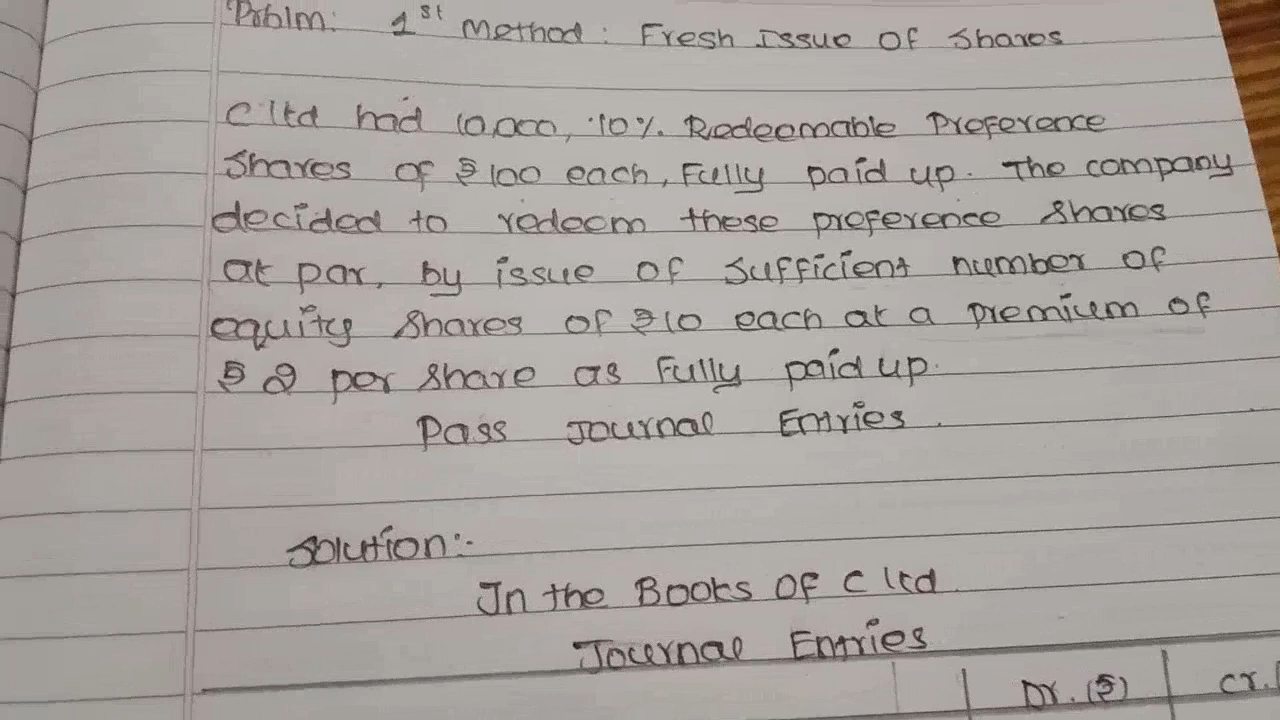 Prblm: 1st Method: Fresh Issue Of Shares
C ltd had 10,000, 10% Redeemable Preference
Shares of ₹100 each, Fully paid up. The company
decided to redeem these preference shares
at par, by issue of sufficient number of
equity shares of ₹10 each at a premium of
₹2 per share as Fully paid up.
Pass Journal Entries.
Solution:-
In the Books Of C ltd.
Journal Entries
Dr. (₹) Cr.